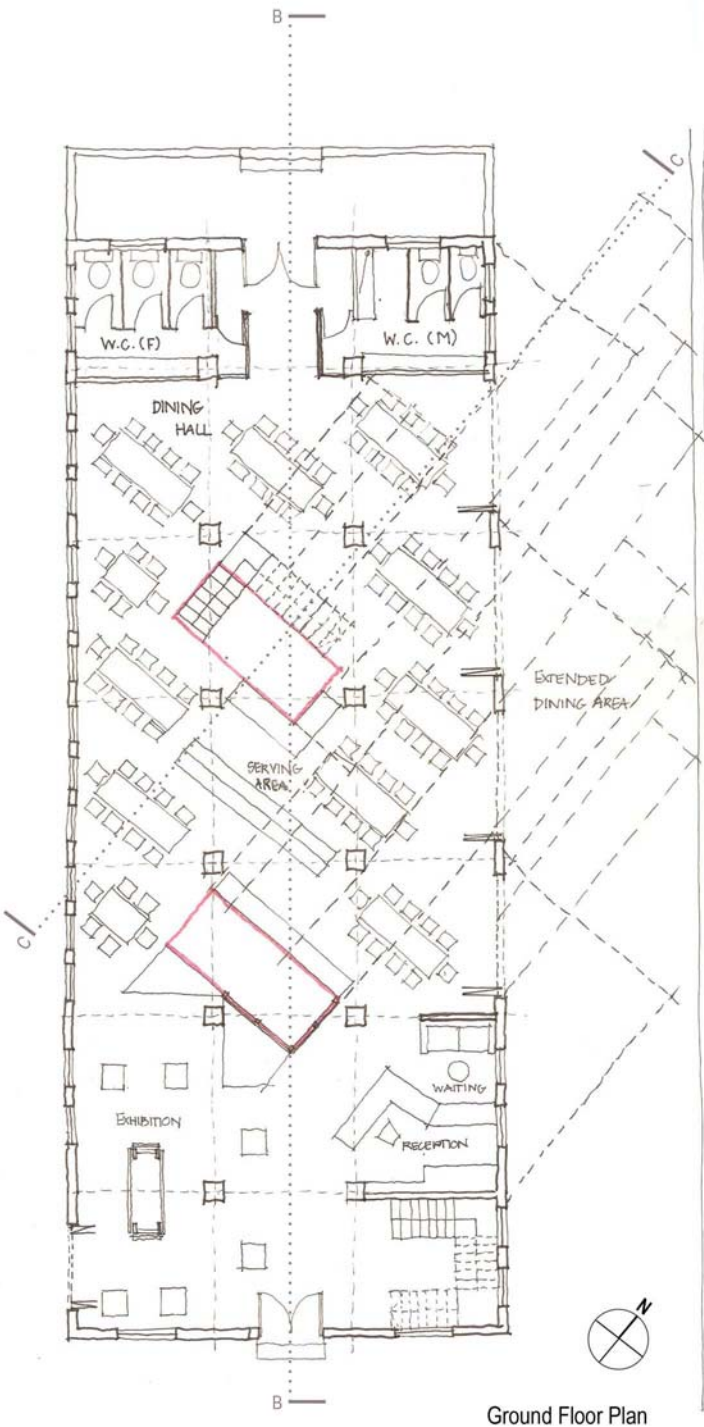 B
C
W.C. (F)
W.C. (M)
DINING
HALL
EXTENDED
DINING AREA
SERVING
AREA
C
WAITING
EXHIBITION
RECEPTION
N
B
Ground Floor Plan